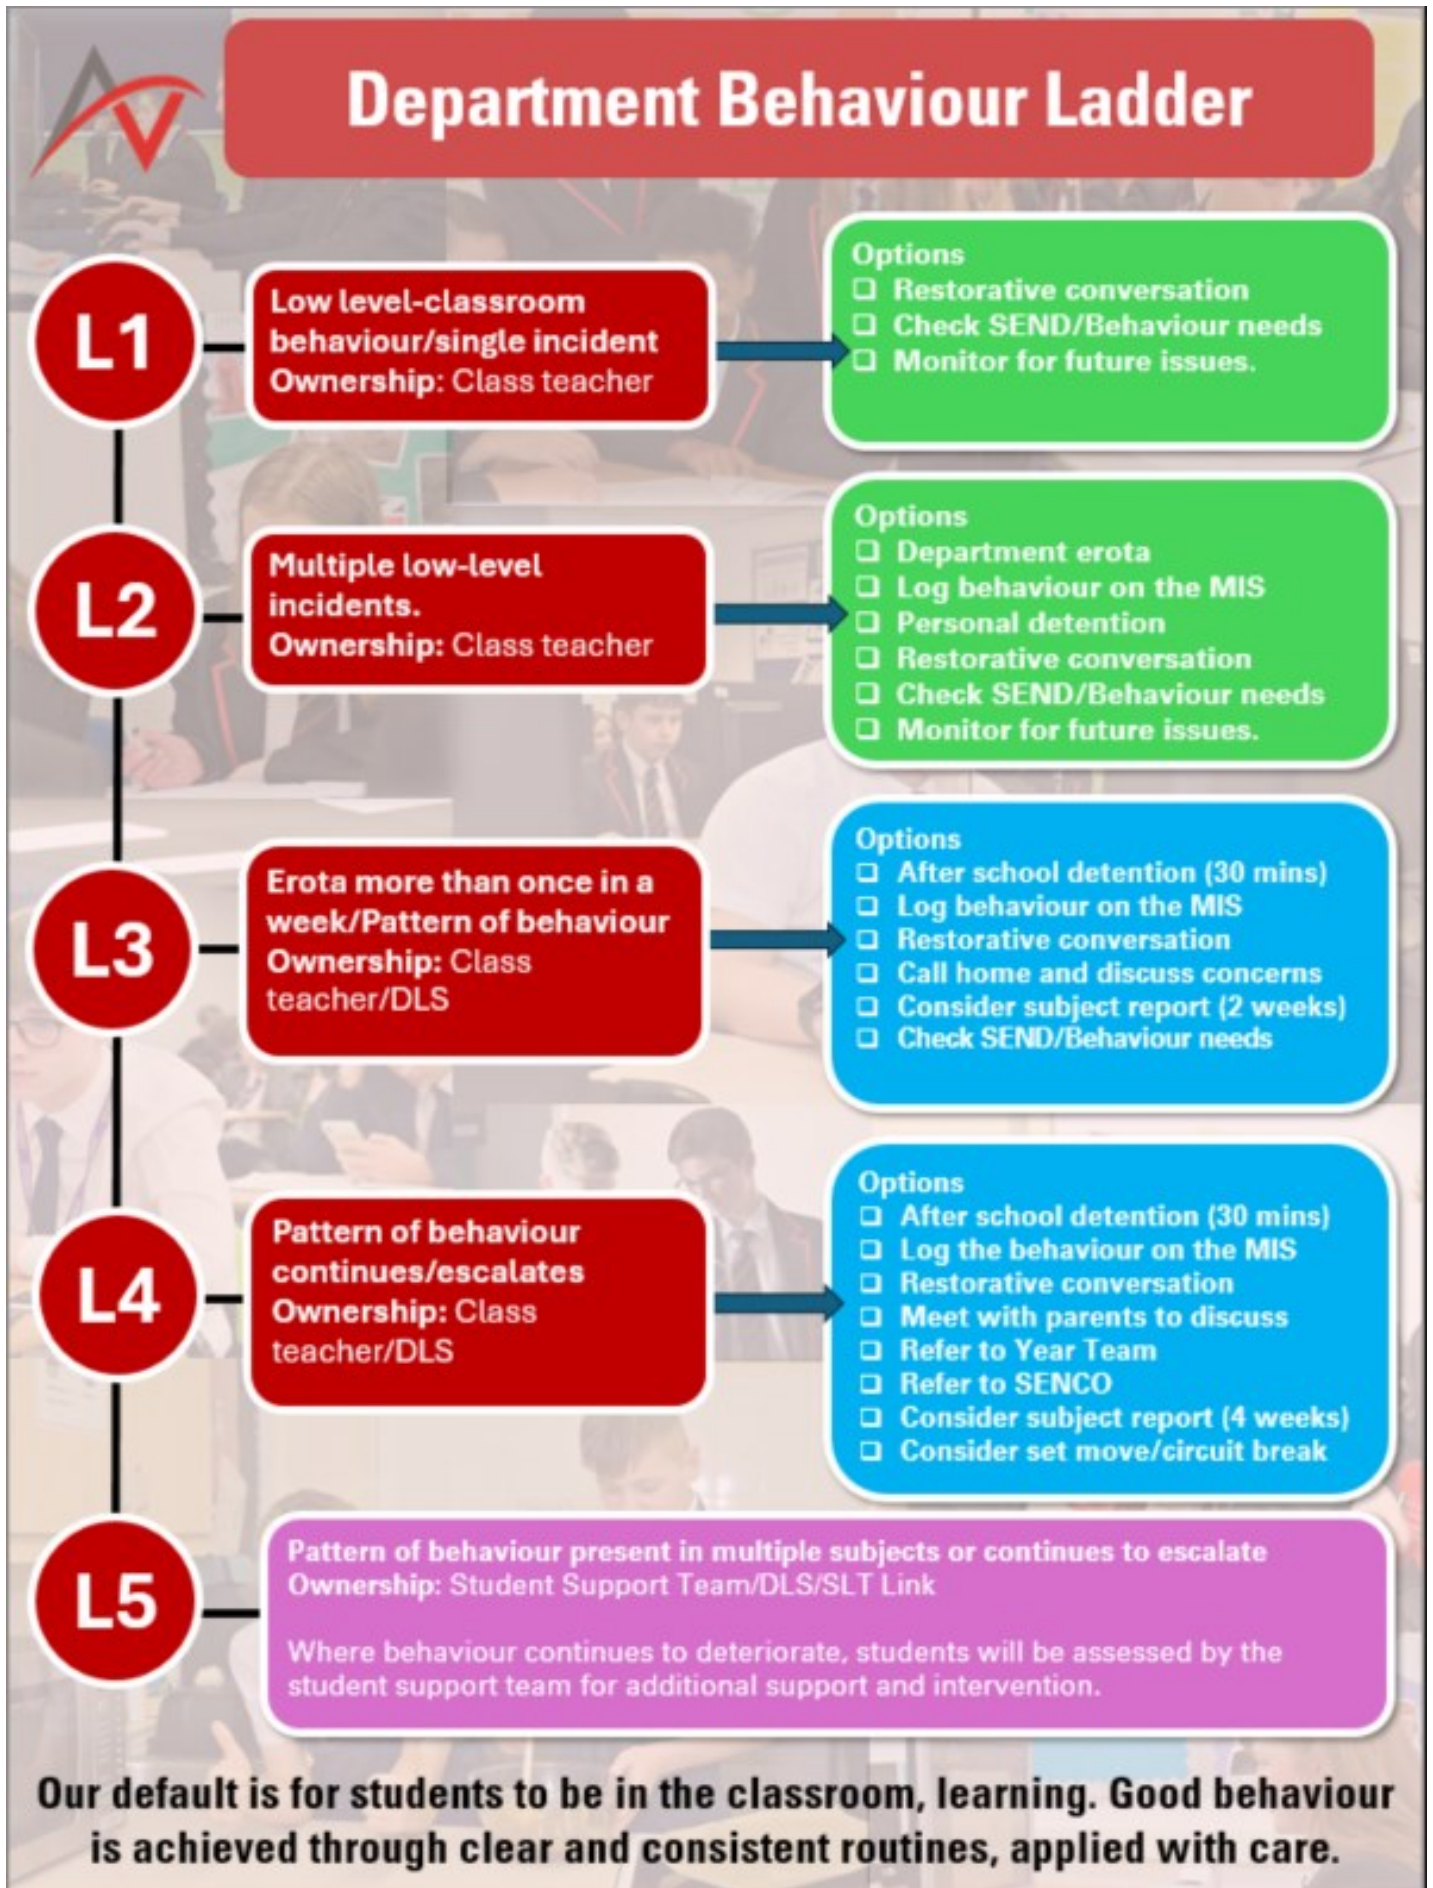 Department Behaviour Ladder
L1
Low level-classroom
behaviour/single incident
Ownership: Class teacher
Options
❑ Restorative conversation
❑ Check SEND/Behaviour needs
❑ Monitor for future issues.
L2
Multiple low-level
incidents.
Ownership: Class teacher
Options
❑ Department erota
❑ Log behaviour on the MIS
❑ Personal detention
❑ Restorative conversation
❑ Check SEND/Behaviour needs
❑ Monitor for future issues.
L3
Erota more than once in a
week/Pattern of behaviour
Ownership: Class
teacher/DLS
Options
❑ After school detention (30 mins)
❑ Log behaviour on the MIS
❑ Restorative conversation
❑ Call home and discuss concerns
❑ Consider subject report (2 weeks)
❑ Check SEND/Behaviour needs
L4
Pattern of behaviour
continues/escalates
Ownership: Class
teacher/DLS
Options
❑ After school detention (30 mins)
❑ Log the behaviour on the MIS
❑ Restorative conversation
❑ Meet with parents to discuss
❑ Refer to Year Team
❑ Refer to SENCO
❑ Consider subject report (4 weeks)
❑ Consider set move/circuit break
L5
Pattern of behaviour present in multiple subjects or continues to escalate
Ownership: Student Support Team/DLS/SLT Link
Where behaviour continues to deteriorate, students will be assessed by the
student support team for additional support and intervention.
Our default is for students to be in the classroom, learning. Good behaviour
is achieved through clear and consistent routines, applied with care.